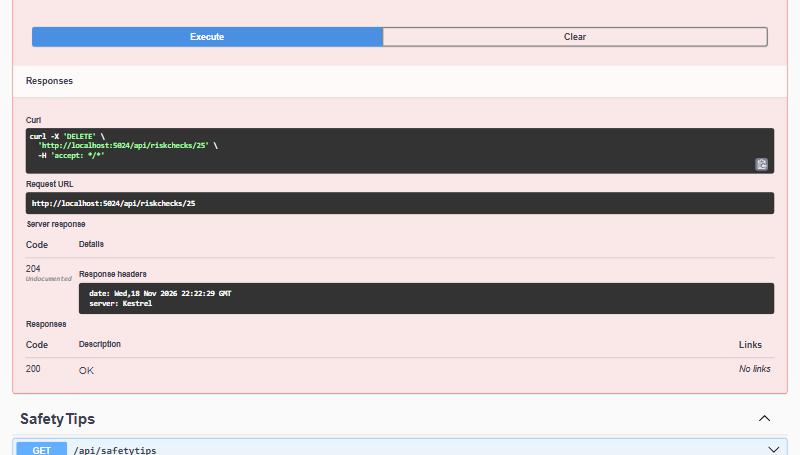 Execute
Clear
Responses
Curl
curl -X 'DELETE' \
'http://localhost:5024/api/riskchecks/25' \
-H 'accept: */*'
Request URL
http://localhost:5024/api/riskchecks/25
Server response
Code Details
204
Undocumented
Response headers
date: Wed,18 Nov 2026 22:22:29 GMT
server: Kestrel
Responses
Code Description Links
200 OK No links
SafetyTips
GET /api/safetytips